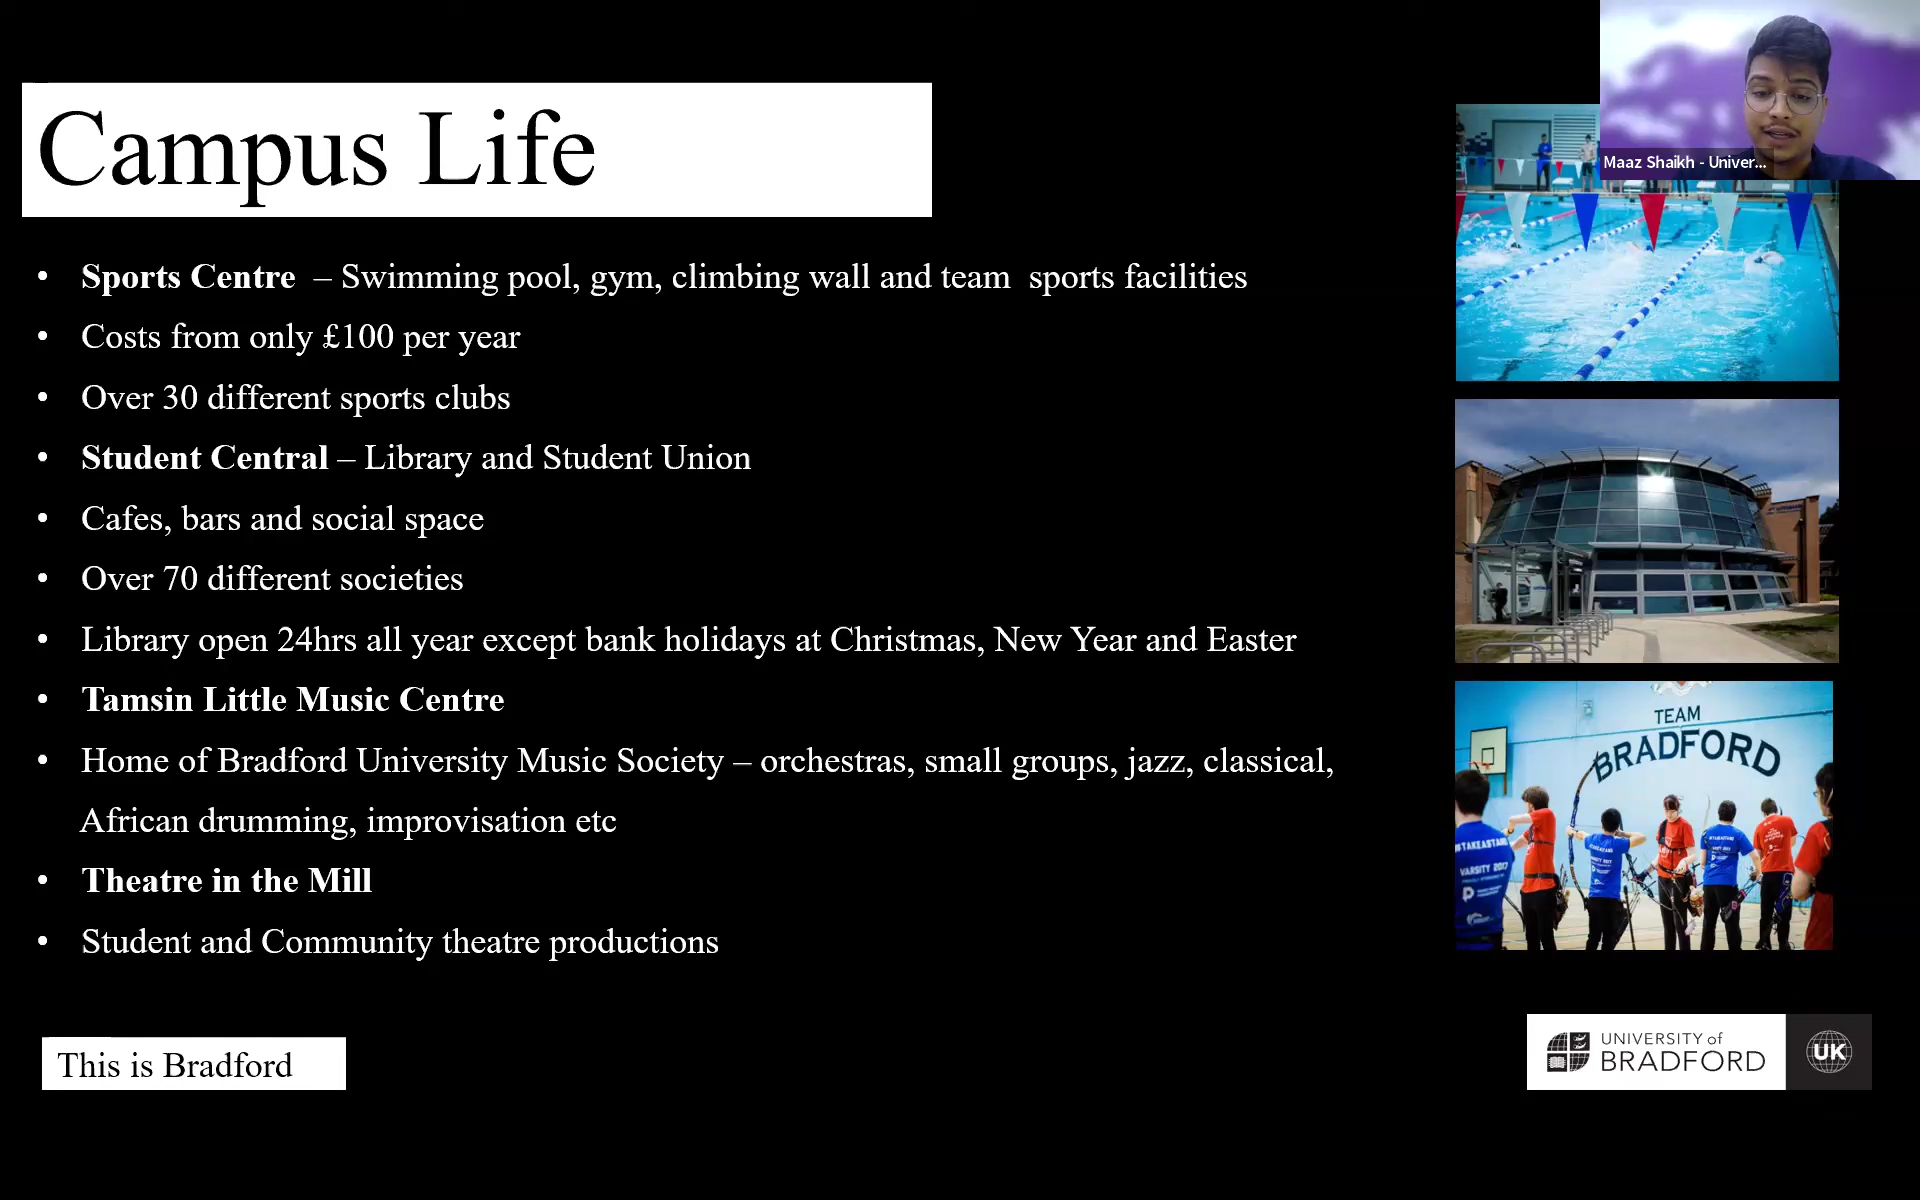 Campus Life
Maaz Shaikh - Univer...
• Sports Centre – Swimming pool, gym, climbing wall and team sports facilities
• Costs from only £100 per year
• Over 30 different sports clubs
• Student Central – Library and Student Union
• Cafes, bars and social space
• Over 70 different societies
• Library open 24hrs all year except bank holidays at Christmas, New Year and Easter
• Tamsin Little Music Centre
• Home of Bradford University Music Society – orchestras, small groups, jazz, classical,
African drumming, improvisation etc
• Theatre in the Mill
• Student and Community theatre productions
TEAM
BRADFORD
VARSITY 2017
This is Bradford
UNIVERSITY of
BRADFORD
UK